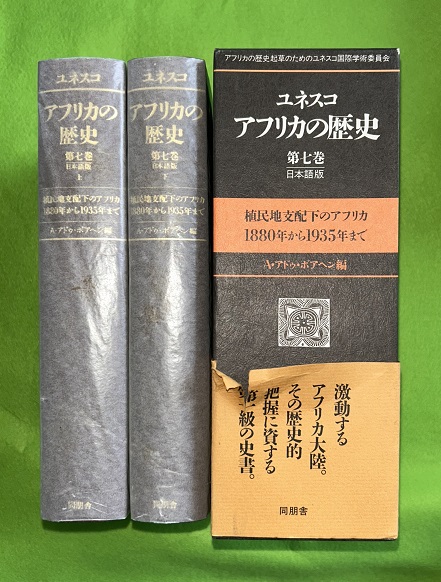 ユネスコ
アフリカの
歴史
第七巻
日本語版
上
植民地支配下のアフリカ
1880年から1935年まで
A・アドゥ・ボアヘン編
同朋舎
ユネスコ
アフリカの
歴史
第七巻
日本語版
植民地支配下のアフリカ
1880年から1935年まで
A・アドゥ・ボアヘン編
同朋舎
アフリカの歴史起草のためのユネスコ国際学術委員会
ユネスコ
アフリカの歴史
第七巻
日本語版
植民地支配下のアフリカ
1880年から1935年まで
A・アドゥ・ボアヘン編
激動する
アフリカ大陸。
その歴史的
把握に資する
一級の史書。
同朋舎